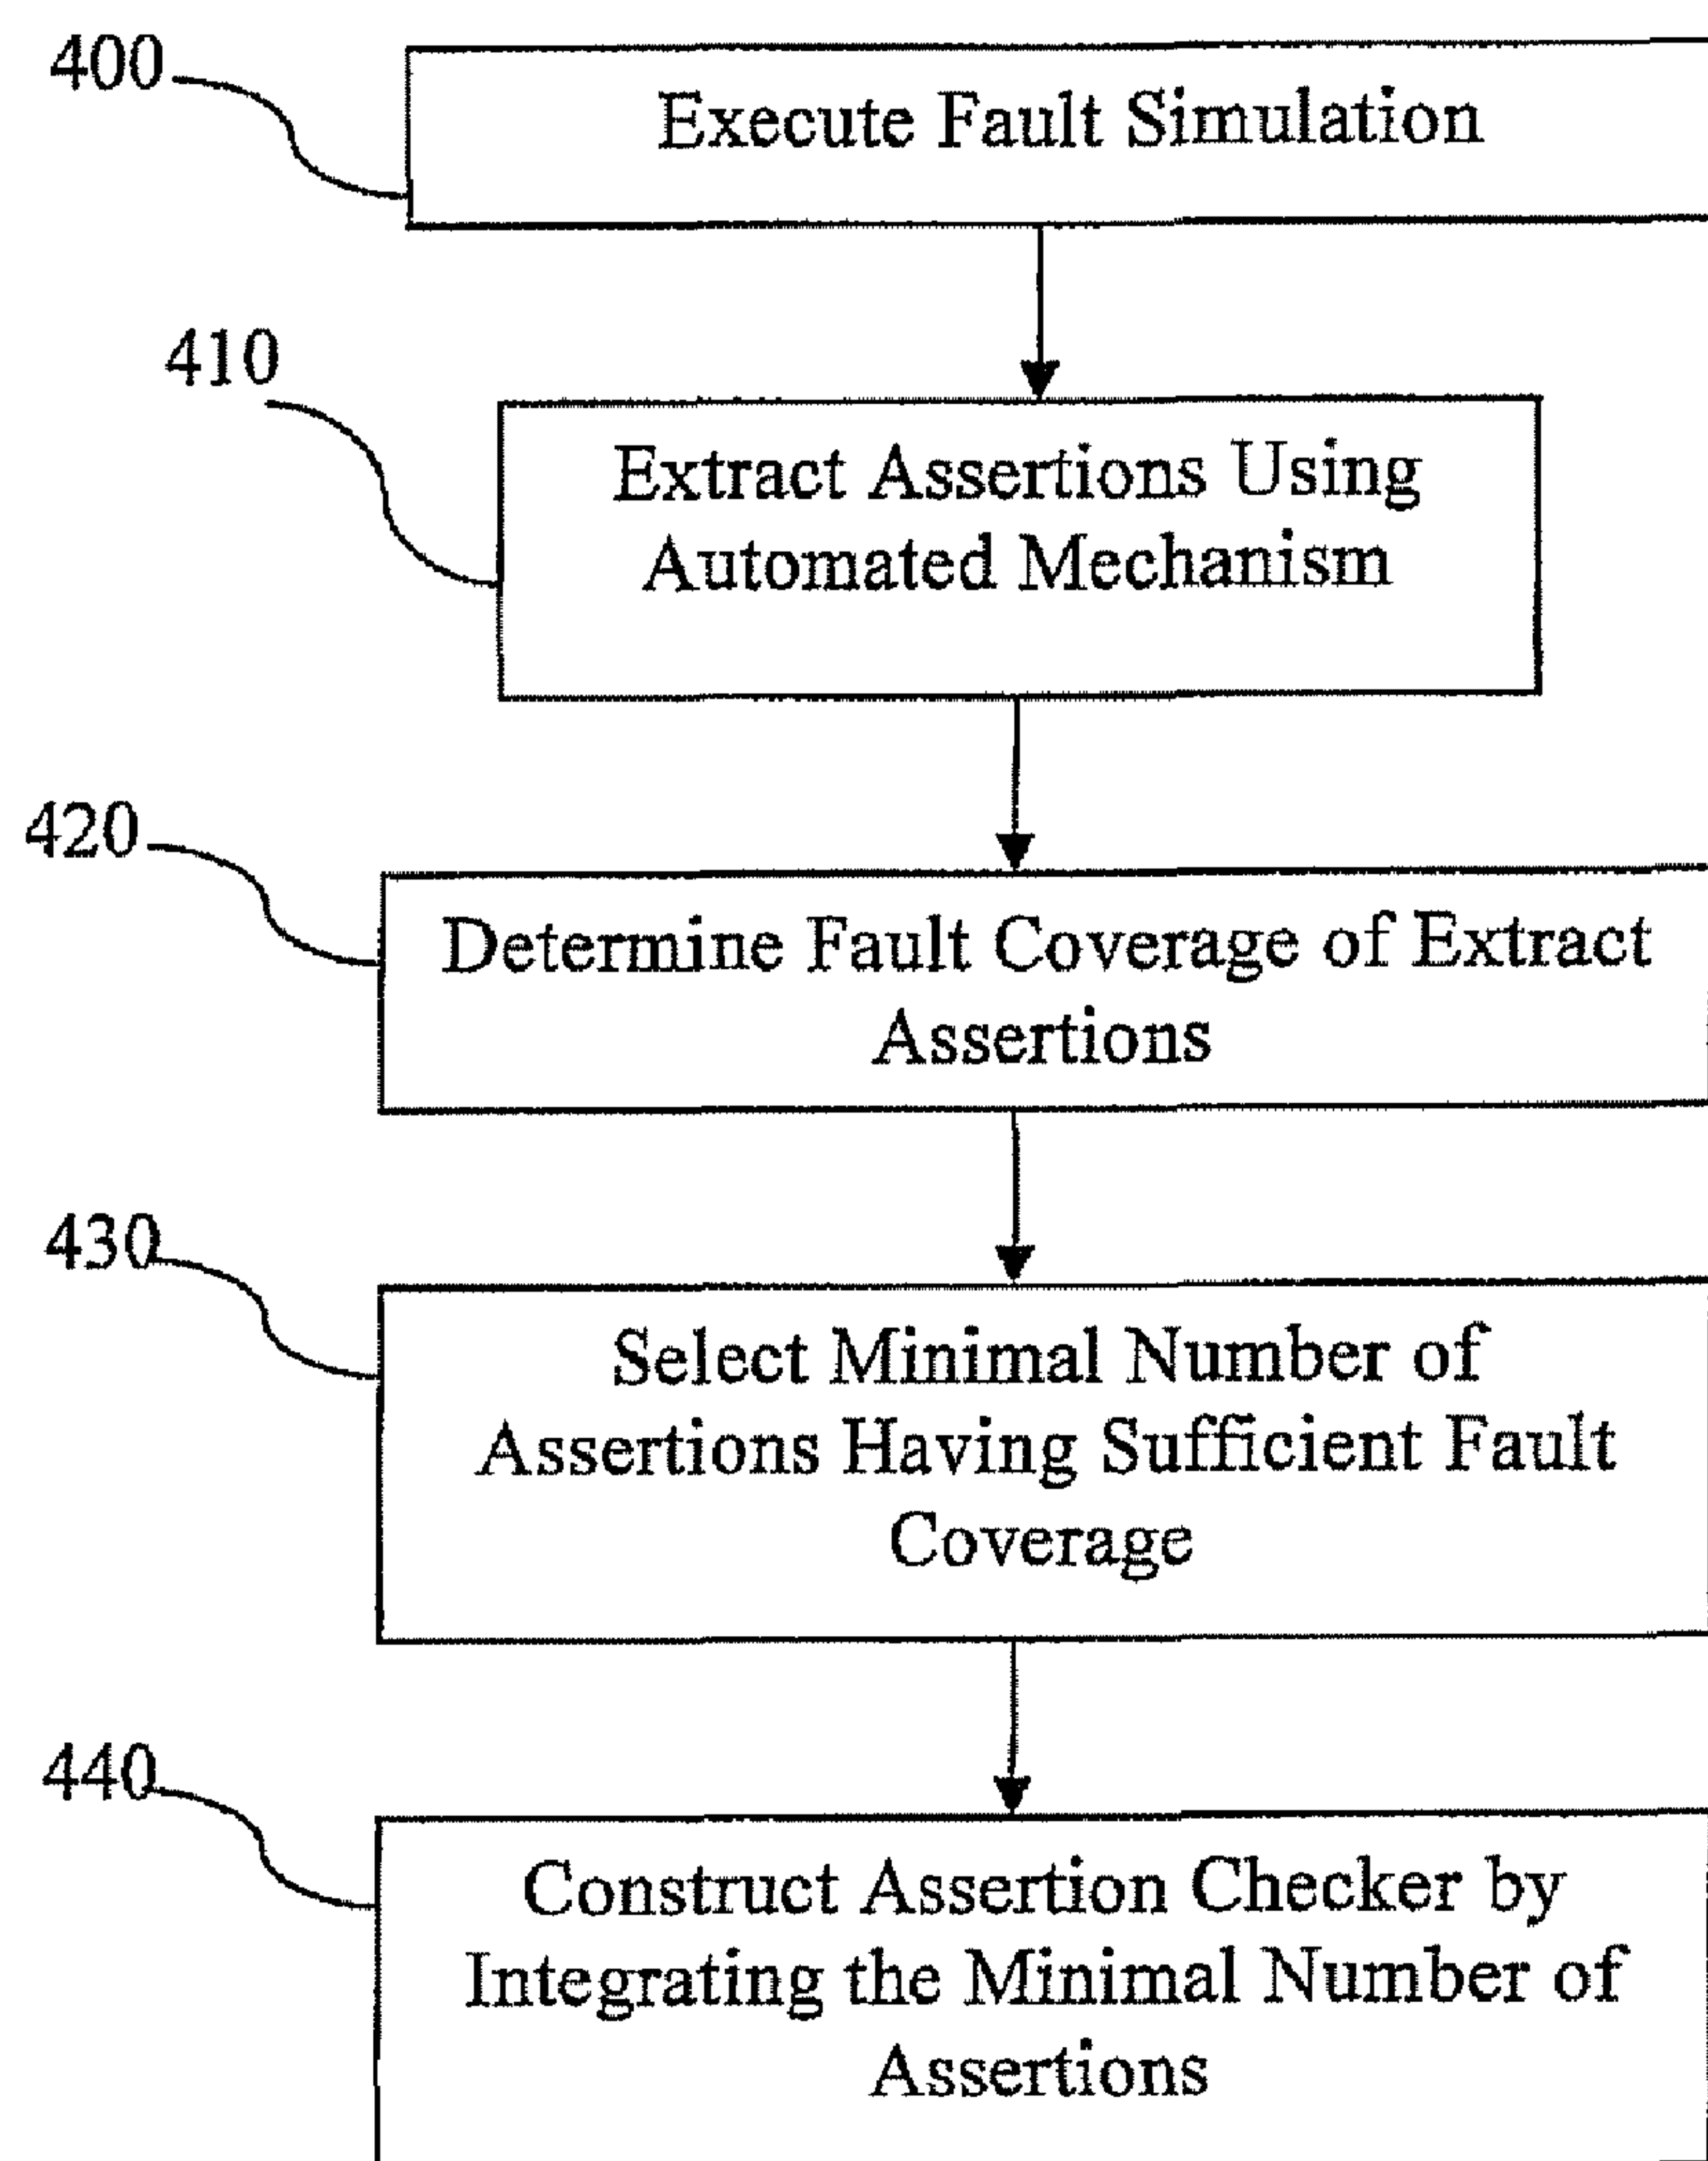 400
Execute Fault Simulation
410
Extract Assertions Using
Automated Mechanism
420
Determine Fault Coverage of Extract
Assertions
430
Select Minimal Number of
Assertions Having Sufficient Fault
Coverage
440
Construct Assertion Checker by
Integrating the Minimal Number of
Assertions